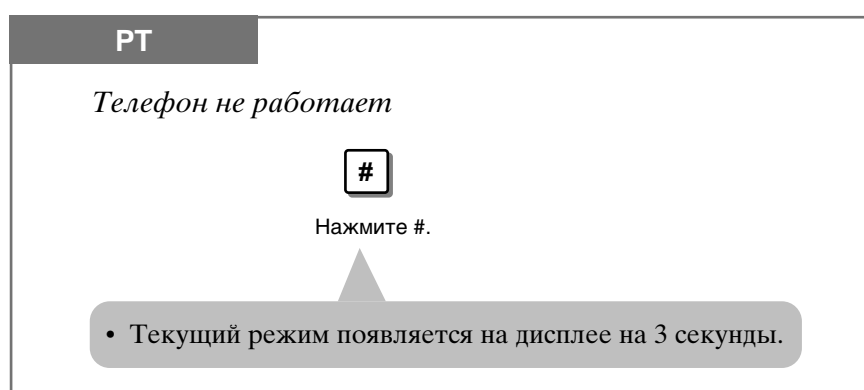 PT
Телефон не работает
#
Нажмите #.
• Текущий режим появляется на дисплее на 3 секунды.